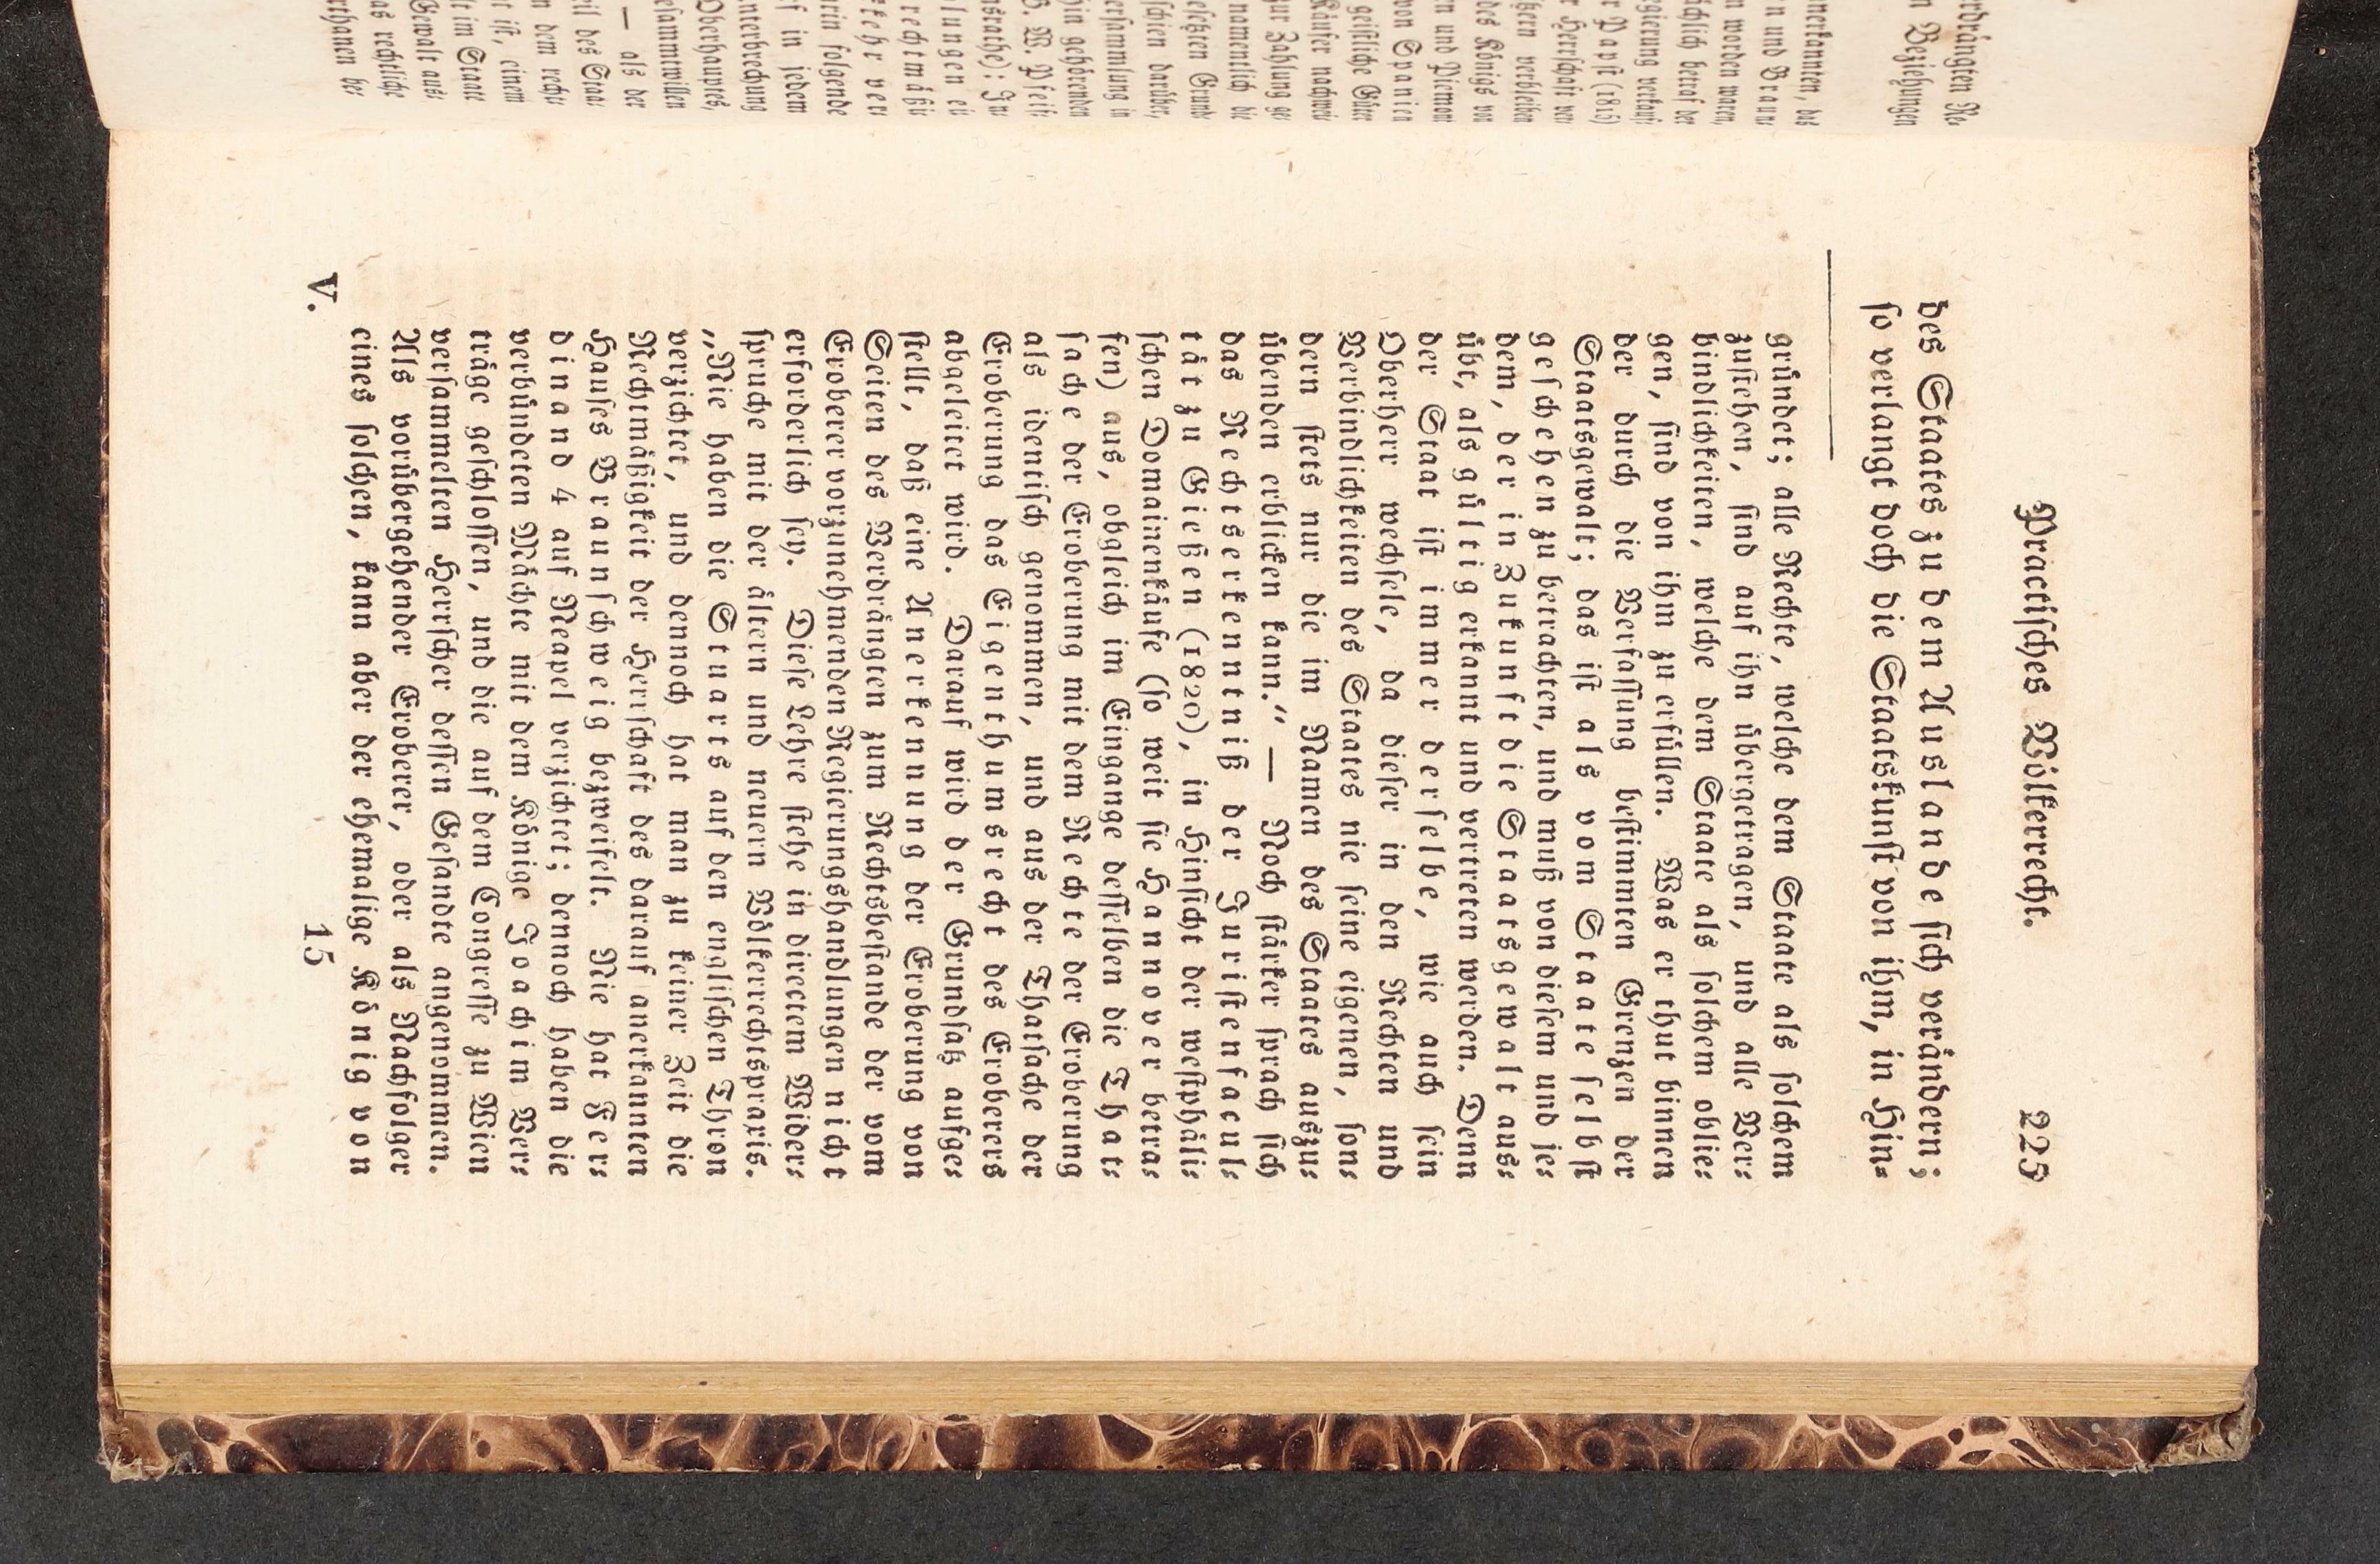 Practisches Völkerrecht. 225
des Staates zu dem Auslande sich verändern;
so verlangt doch die Staatskunst von ihm, in Hin-
gründet; alle Rechte, welche dem Staate als solchem
zustehen, sind auf ihn übergetragen, und alle Ver-
bindlichkeiten, welche dem Staate als solchem oblie-
gen, sind von ihm zu erfüllen. Was er thut binnen
der durch die Verfassung bestimmten Grenzen der
Staatsgewalt; das ist als vom Staate selbst
geschehen zu betrachten, und muß von diesem und je-
dem, der in Zukunft die Staatsgewalt aus-
übt, als gültig erkannt und vertreten werden. Denn
der Staat ist immer derselbe, wie auch sein
Oberherr wechsele, da dieser in den Rechten und
Verbindlichkeiten des Staates nie seine eigenen, son-
dern stets nur die im Namen des Staates auszu-
übenden erblicken kann.“ — Noch stärker sprach sich
das Rechtserkenntniß der Juristenfacul-
tät zu Gießen (1820), in Hinsicht der westphäli-
schen Domainenkäufe (so weit sie Hannover betra-
fen) aus, obgleich im Eingange desselben die That-
sache der Eroberung mit dem Rechte der Eroberung
als identisch genommen, und aus der Thatsache der
Eroberung das Eigenthumsrecht des Eroberers
abgeleitet wird. Darauf wird der Grundsatz aufge-
stellt, daß eine Anerkennung der Eroberung von
Seiten des Verdrängten zum Rechtsbestande der vom
Eroberer vorzunehmenden Regierungshandlungen nicht
erforderlich sey. Diese Lehre stehe in directem Wider-
spruche mit der ältern und neuern Völkerrechtspraxis.
„Nie haben die Stuarts auf den englischen Thron
verzichtet, und dennoch hat man zu keiner Zeit die
Rechtmäßigkeit der Herrschaft des darauf anerkannten
Hauses Braunschweig bezweifelt. Nie hat Fer-
dinand 4 auf Neapel verzichtet; dennoch haben die
verbündeten Mächte mit dem Könige Joachim Ver-
träge geschlossen, und die auf dem Congresse zu Wien
versammelten Herrscher dessen Gesandte angenommen.
Als vorübergehender Eroberer, oder als Nachfolger
eines solchen, kann aber der ehemalige König von
V. 15